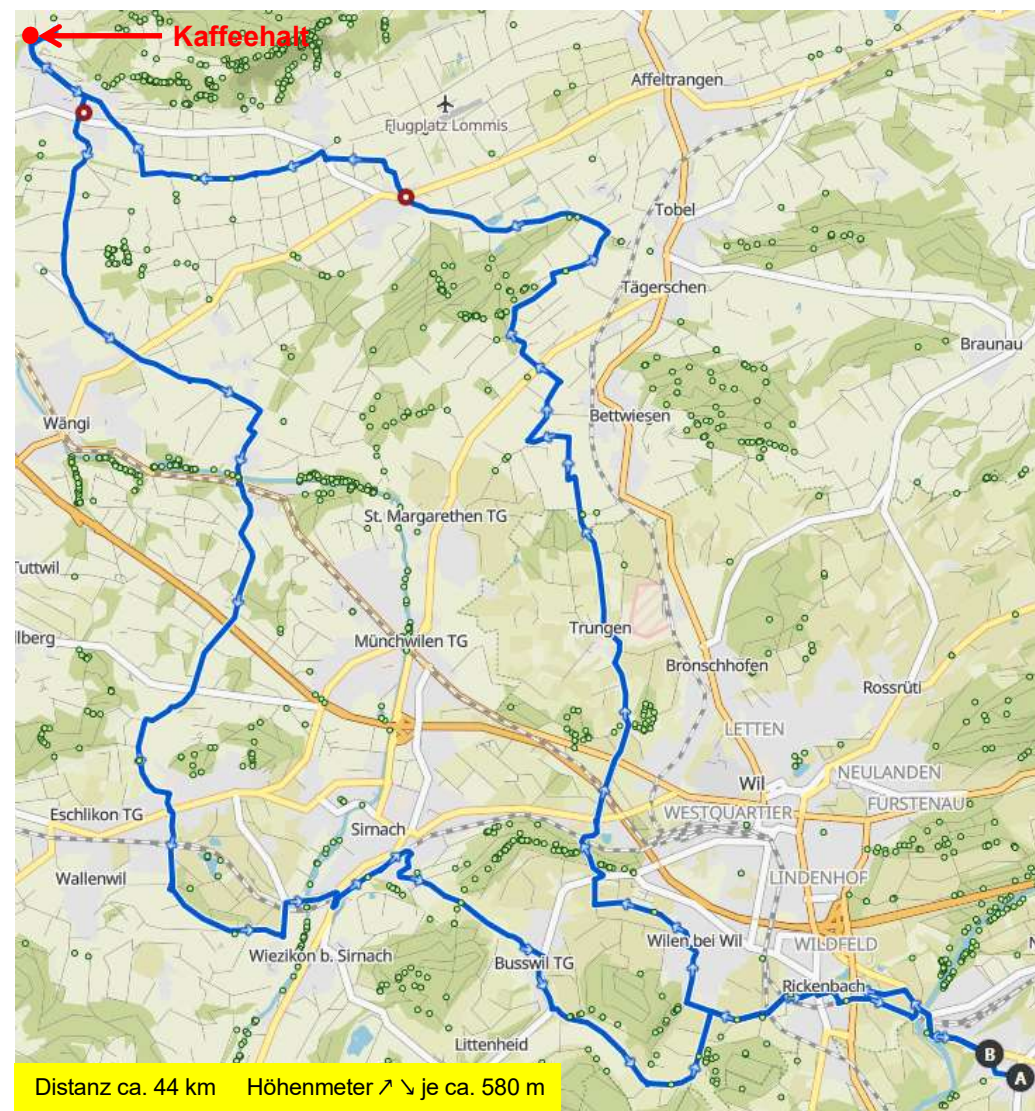 Kaffeehalt
Affeltrangen
Flugplatz Lommis
Tobel
Tägerschen
Braunau
Bettwiesen
Wängi
St. Margarethen TG
Tuttwil
Trungen
Münchwilen TG
llberg
Bronschhofen
Rossrüti
LETTEN
Wil
NEULANDEN
FÜRSTENAU
WESTQUARTIER
Eschlikon TG
Sirnach
Wallenwil
LINDENHOF
Wilen bei Wil
WILDFELD
Wiezikon b. Sirnach
Busswil TG
Rickenbach
Littenheid
B
A
Distanz ca. 44 km Höhenmeter ↗ ↘ je ca. 580 m